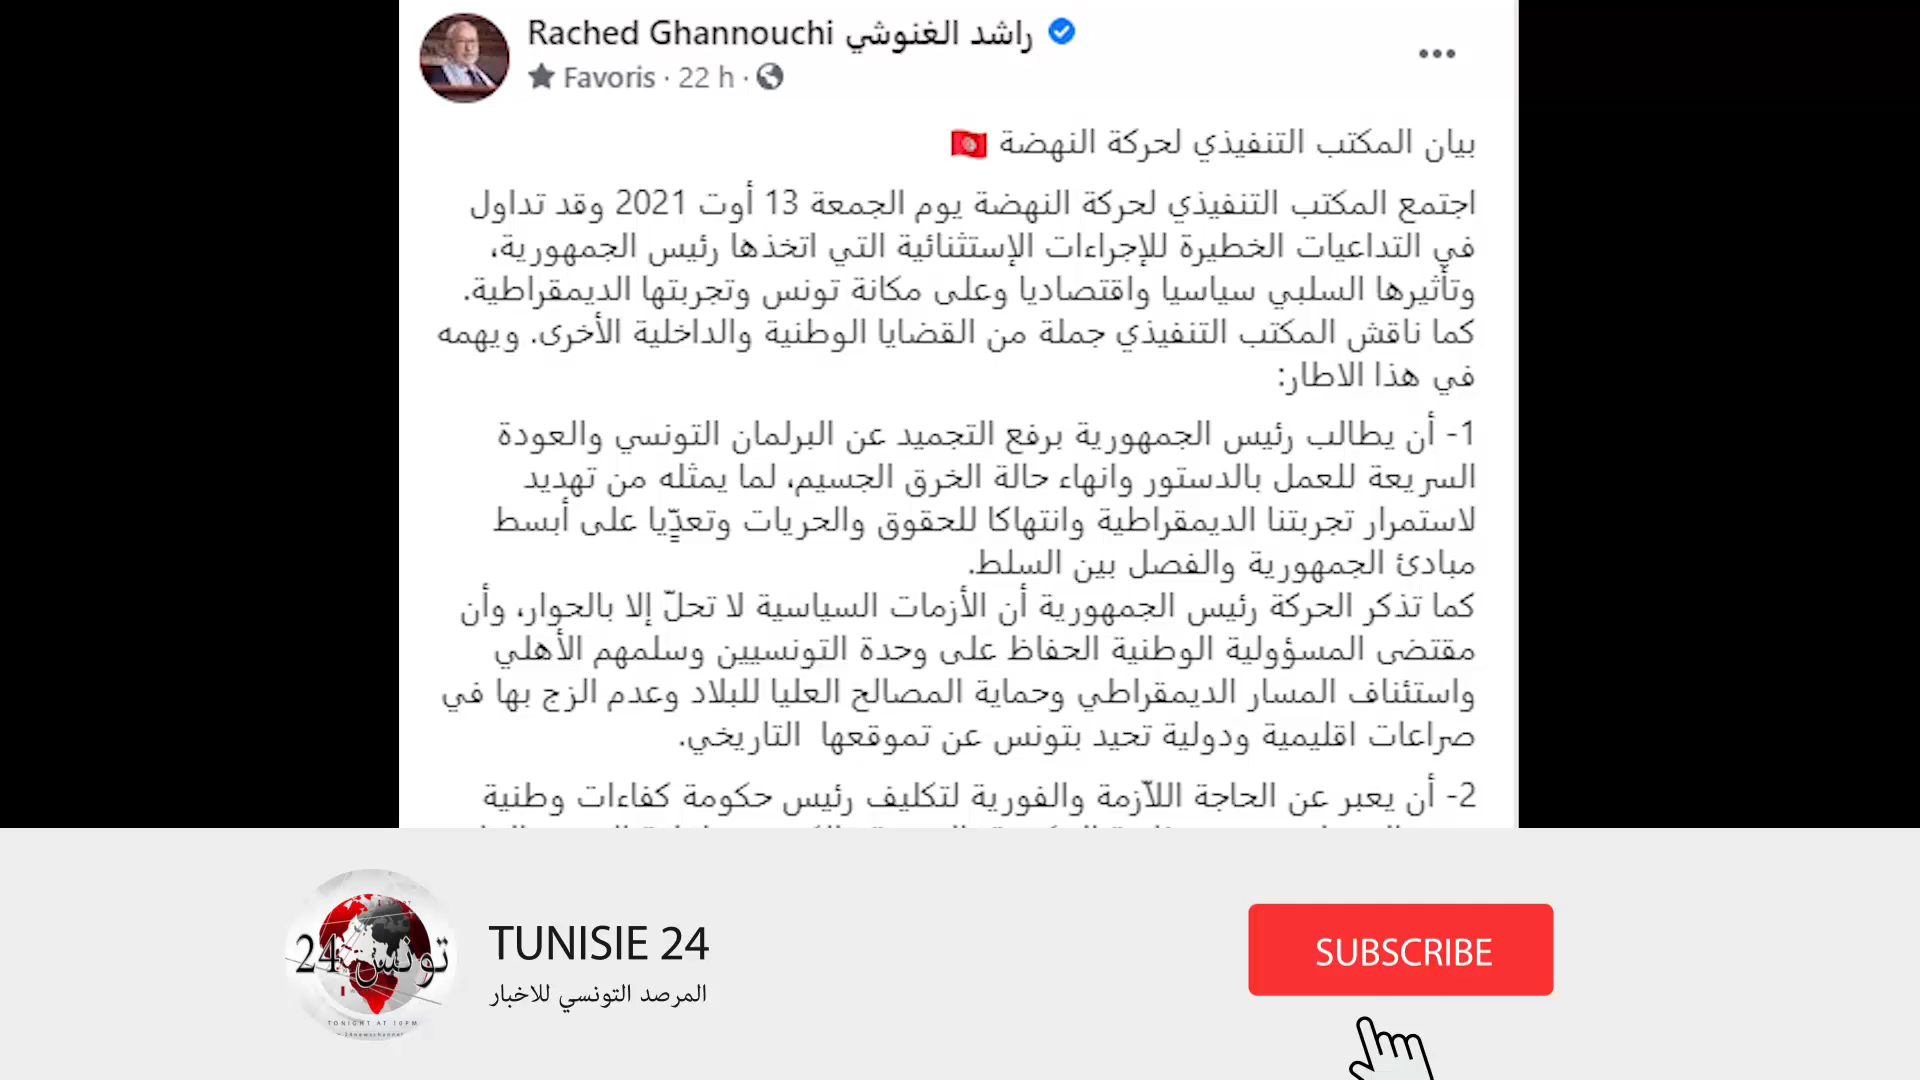 Rached Ghannouchi راشد الغنوشي
Favoris · 22 h ·
بيان المكتب التنفيذي لحركة النهضة
اجتمع المكتب التنفيذي لحركة النهضة يوم الجمعة 13 أوت 2021 وقد تداول
في التداعيات الخطيرة للإجراءات الإستثنائية التي اتخذها رئيس الجمهورية،
وتأثيرها السلبي سياسيا واقتصاديا وعلى مكانة تونس وتجربتها الديمقراطية.
كما ناقش المكتب التنفيذي جملة من القضايا الوطنية والداخلية الأخرى. ويهمه
في هذا الاطار:
1- أن يطالب رئيس الجمهورية برفع التجميد عن البرلمان التونسي والعودة
السريعة للعمل بالدستور وانهاء حالة الخرق الجسيم، لما يمثله من تهديد
لاستمرار تجربتنا الديمقراطية وانتهاكا للحقوق والحريات وتعدّيا على أبسط
مبادئ الجمهورية والفصل بين السلط.
كما تذكر الحركة رئيس الجمهورية أن الأزمات السياسية لا تحلّ إلا بالحوار، وأن
مقتضى المسؤولية الوطنية الحفاظ على وحدة التونسيين وسلمهم الأهلي
واستئناف المسار الديمقراطي وحماية المصالح العليا للبلاد وعدم الزج بها في
صراعات اقليمية ودولية تحيد بتونس عن تموقعها التاريخي.
2- أن يعبر عن الحاجة اللاّزمة والفورية لتكليف رئيس حكومة كفاءات وطنية
تونس 24
TONIGHT AT 10PM
TUNISIE 24
المرصد التونسي للاخبار
SUBSCRIBE